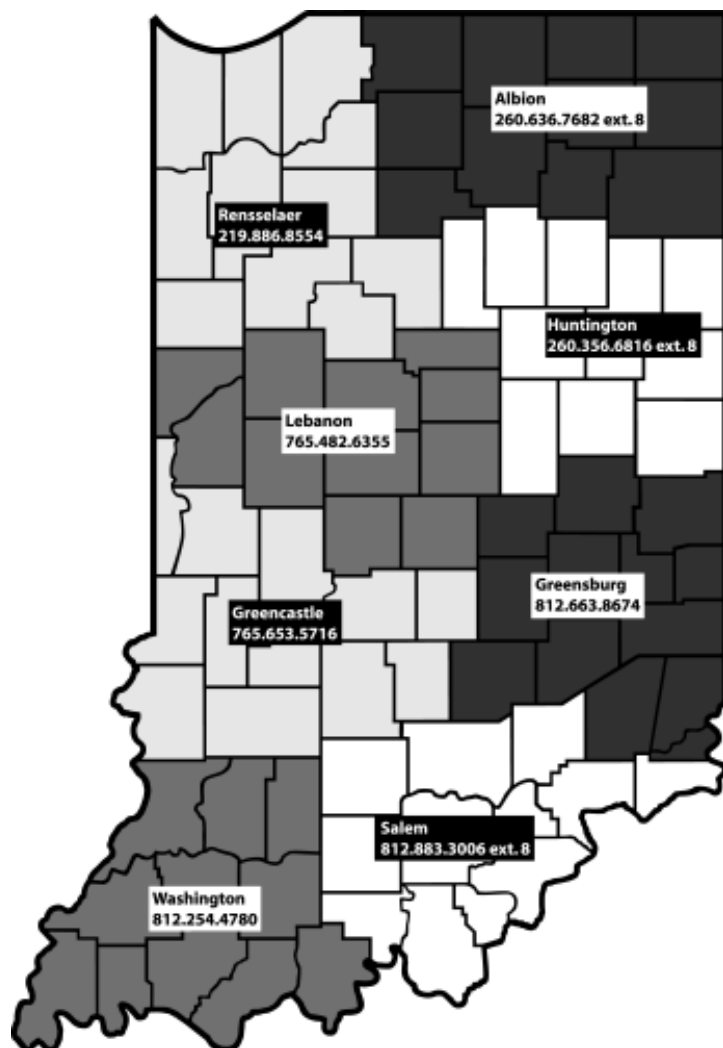 Albion
260.636.7682 ext. 8
Rensselaer
219.886.8554
Huntington
260.356.6816 ext. 8
Lebanon
765.482.6355
Greensburg
812.663.8674
Greencastle
765.653.5716
Salem
812.883.3006 ext. 8
Washington
812.254.4780